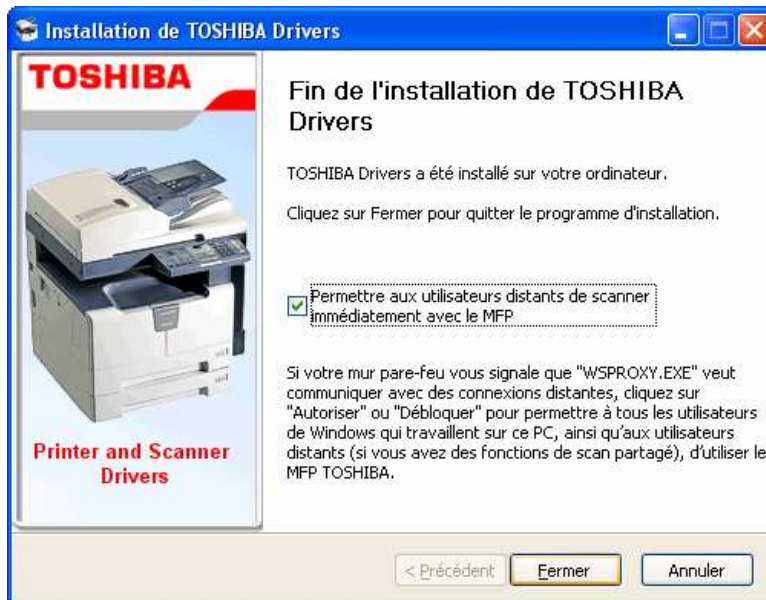 Installation de TOSHIBA Drivers
TOSHIBA
Printer and Scanner
Drivers
Fin de l'installation de TOSHIBA
Drivers
TOSHIBA Drivers a été installé sur votre ordinateur.
Cliquez sur Fermer pour quitter le programme d'installation.
Permettre aux utilisateurs distants de scanner
immédiatement avec le MFP
Si votre mur pare-feu vous signale que "WSPROXY.EXE" veut
communiquer avec des connexions distantes, cliquez sur
"Autoriser" ou "Débloquer" pour permettre à tous les utilisateurs
de Windows qui travaillent sur ce PC, ainsi qu'aux utilisateurs
distants (si vous avez des fonctions de scan partagé), d'utiliser le
MFP TOSHIBA.
< Précédent
Fermer
Annuler